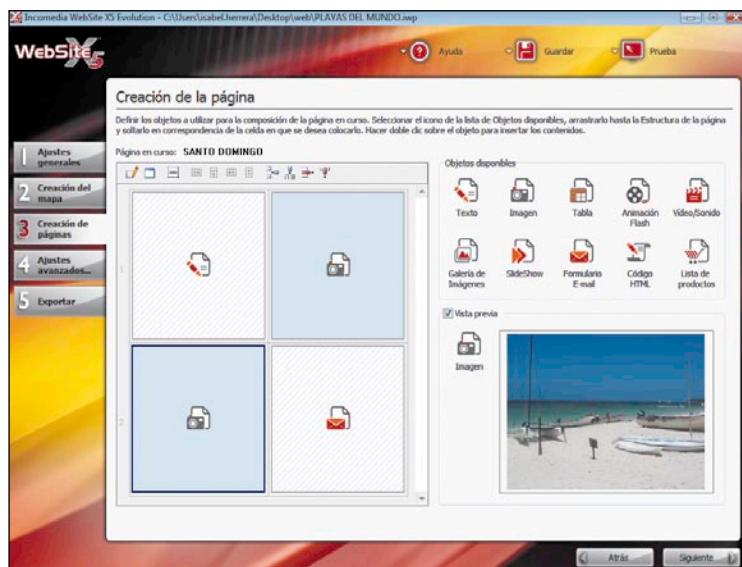 Incomedia WebSite X5 Evolution - C:\Users\isabel.herrera\Desktop\web\PLAYAS DEL MUNDO.iwp
WebSite X5
Ayuda
Guardar
Prueba
Creación de la página
Definir los objetos a utilizar para la composición de la página en curso. Seleccionar el icono de la lista de Objetos disponibles, arrastrarlo hasta la Estructura de la página
y soltarlo en correspondencia de la celda en que se desea colocarlo. Hacer doble clic sobre el objeto para insertar los contenidos.
1 Ajustes
generales
2 Creación del
mapa
3 Creación de
páginas
4 Ajustes
avanzados...
5 Exportar
Página en curso: SANTO DOMINGO
1
2
Objetos disponibles
Texto
Imagen
Tabla
Animación
Flash
Vídeo/Sonido
Galería de
Imágenes
SlideShow
Formulario
E-mail
Código
HTML
Lista de
productos
Vista previa
Imagen
Atrás
Siguiente